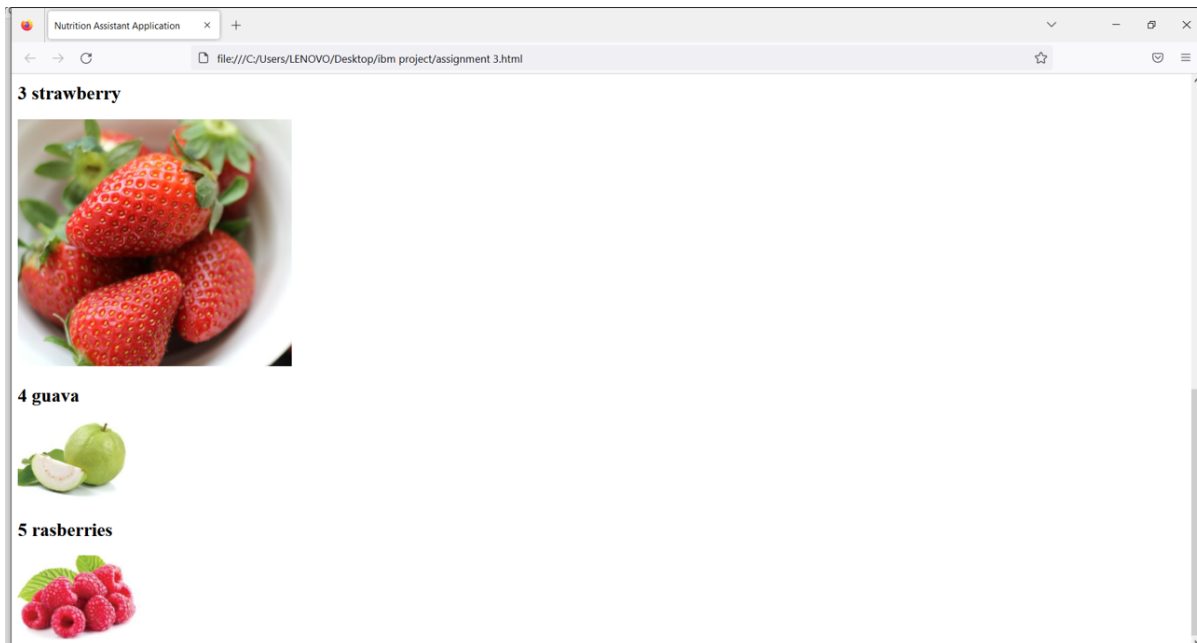 Nutrition Assistant Application
file:///C:/Users/LENOVO/Desktop/ibm project/assignment 3.html
3 strawberry
4 guava
5 rasberries